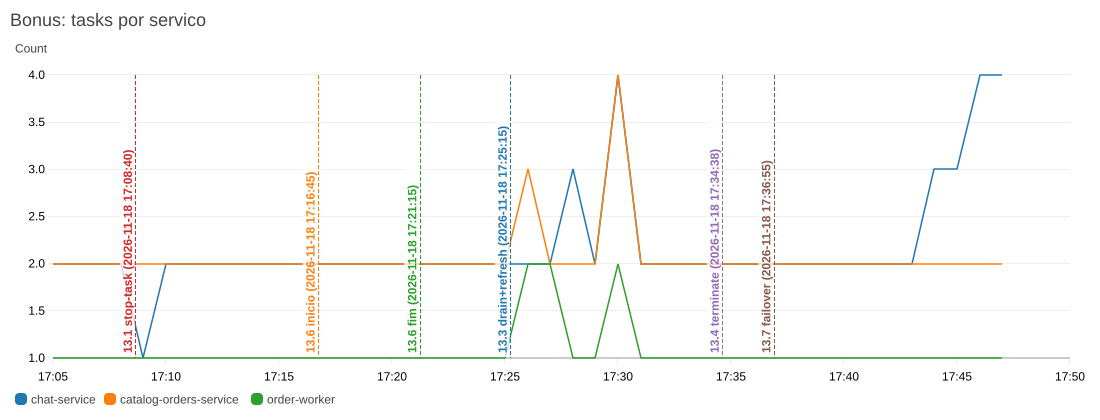 Bonus: tasks por servico
Count
4.0
3.5
3.0
2.5
2.0
1.5
1.0
13.1 stop-task (2026-11-18 17:08:40)
13.6 inicio (2026-11-18 17:16:45)
13.6 fim (2026-11-18 17:21:15)
13.3 drain+refresh (2026-11-18 17:25:15)
13.4 terminate (2026-11-18 17:34:38)
13.7 failover (2026-11-18 17:36:55)
17:05 17:10 17:15 17:20 17:25 17:30 17:35 17:40 17:45 17:50
chat-service catalog-orders-service order-worker